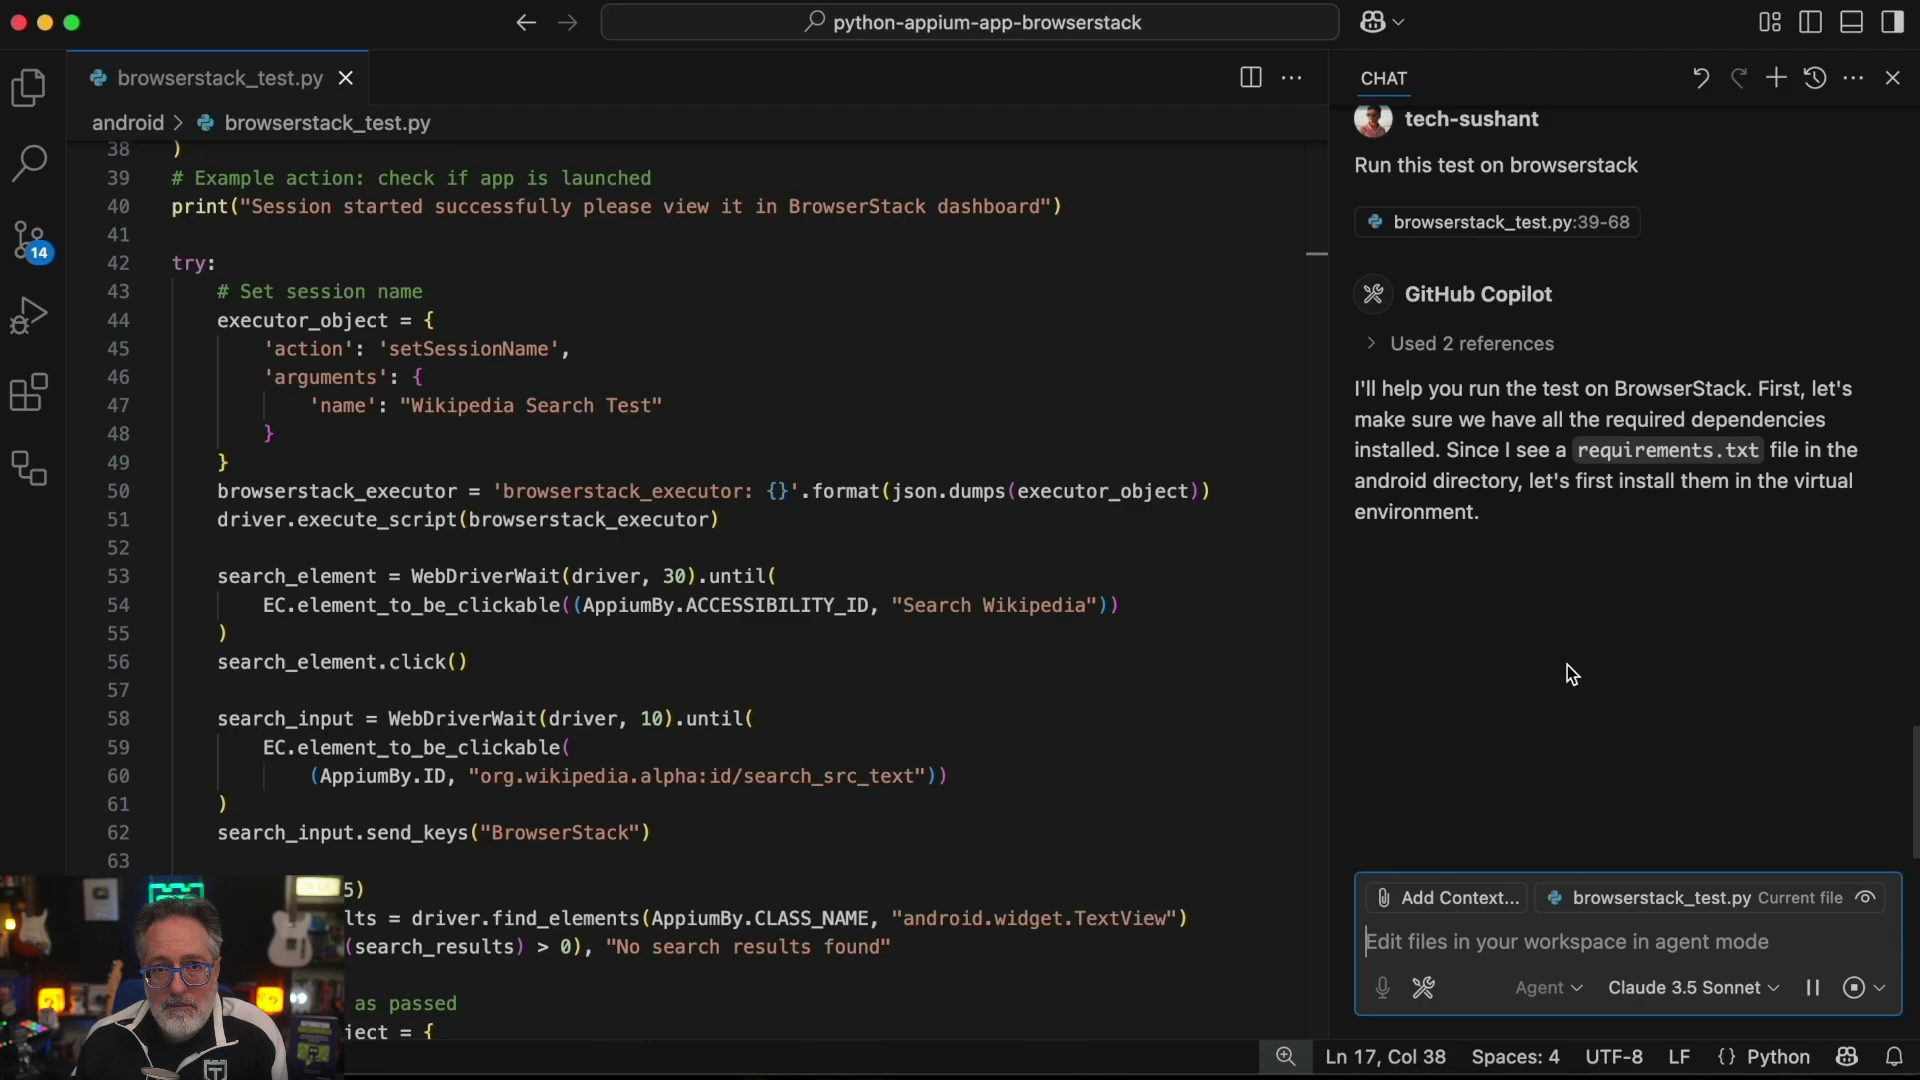 python-appium-app-browserstack
browserstack_test.py
android > browserstack_test.py
38 )
39 # Example action: check if app is launched
40 print("Session started successfully please view it in BrowserStack dashboard")
41
42 try:
43 # Set session name
44 executor_object = {
45 'action': 'setSessionName',
46 'arguments': {
47 'name': "Wikipedia Search Test"
48 }
49 }
50 browserstack_executor = 'browserstack_executor: {}'.format(json.dumps(executor_object))
51 driver.execute_script(browserstack_executor)
52
53 search_element = WebDriverWait(driver, 30).until(
54 EC.element_to_be_clickable((AppiumBy.ACCESSIBILITY_ID, "Search Wikipedia"))
55 )
56 search_element.click()
57
58 search_input = WebDriverWait(driver, 10).until(
59 EC.element_to_be_clickable(
60 (AppiumBy.ID, "org.wikipedia.alpha:id/search_src_text"))
61 )
62 search_input.send_keys("BrowserStack")
63
5)
lts = driver.find_elements(AppiumBy.CLASS_NAME, "android.widget.TextView")
(search_results) > 0), "No search results found"
as passed
ject = {
14
CHAT
tech-sushant
Run this test on browserstack
browserstack_test.py:39-68
GitHub Copilot
> Used 2 references
I'll help you run the test on BrowserStack. First, let's
make sure we have all the required dependencies
installed. Since I see a requirements.txt file in the
android directory, let's first install them in the virtual
environment.
Add Context... browserstack_test.py Current file
Edit files in your workspace in agent mode
Agent Claude 3.5 Sonnet
Ln 17, Col 38 Spaces: 4 UTF-8 LF {} Python